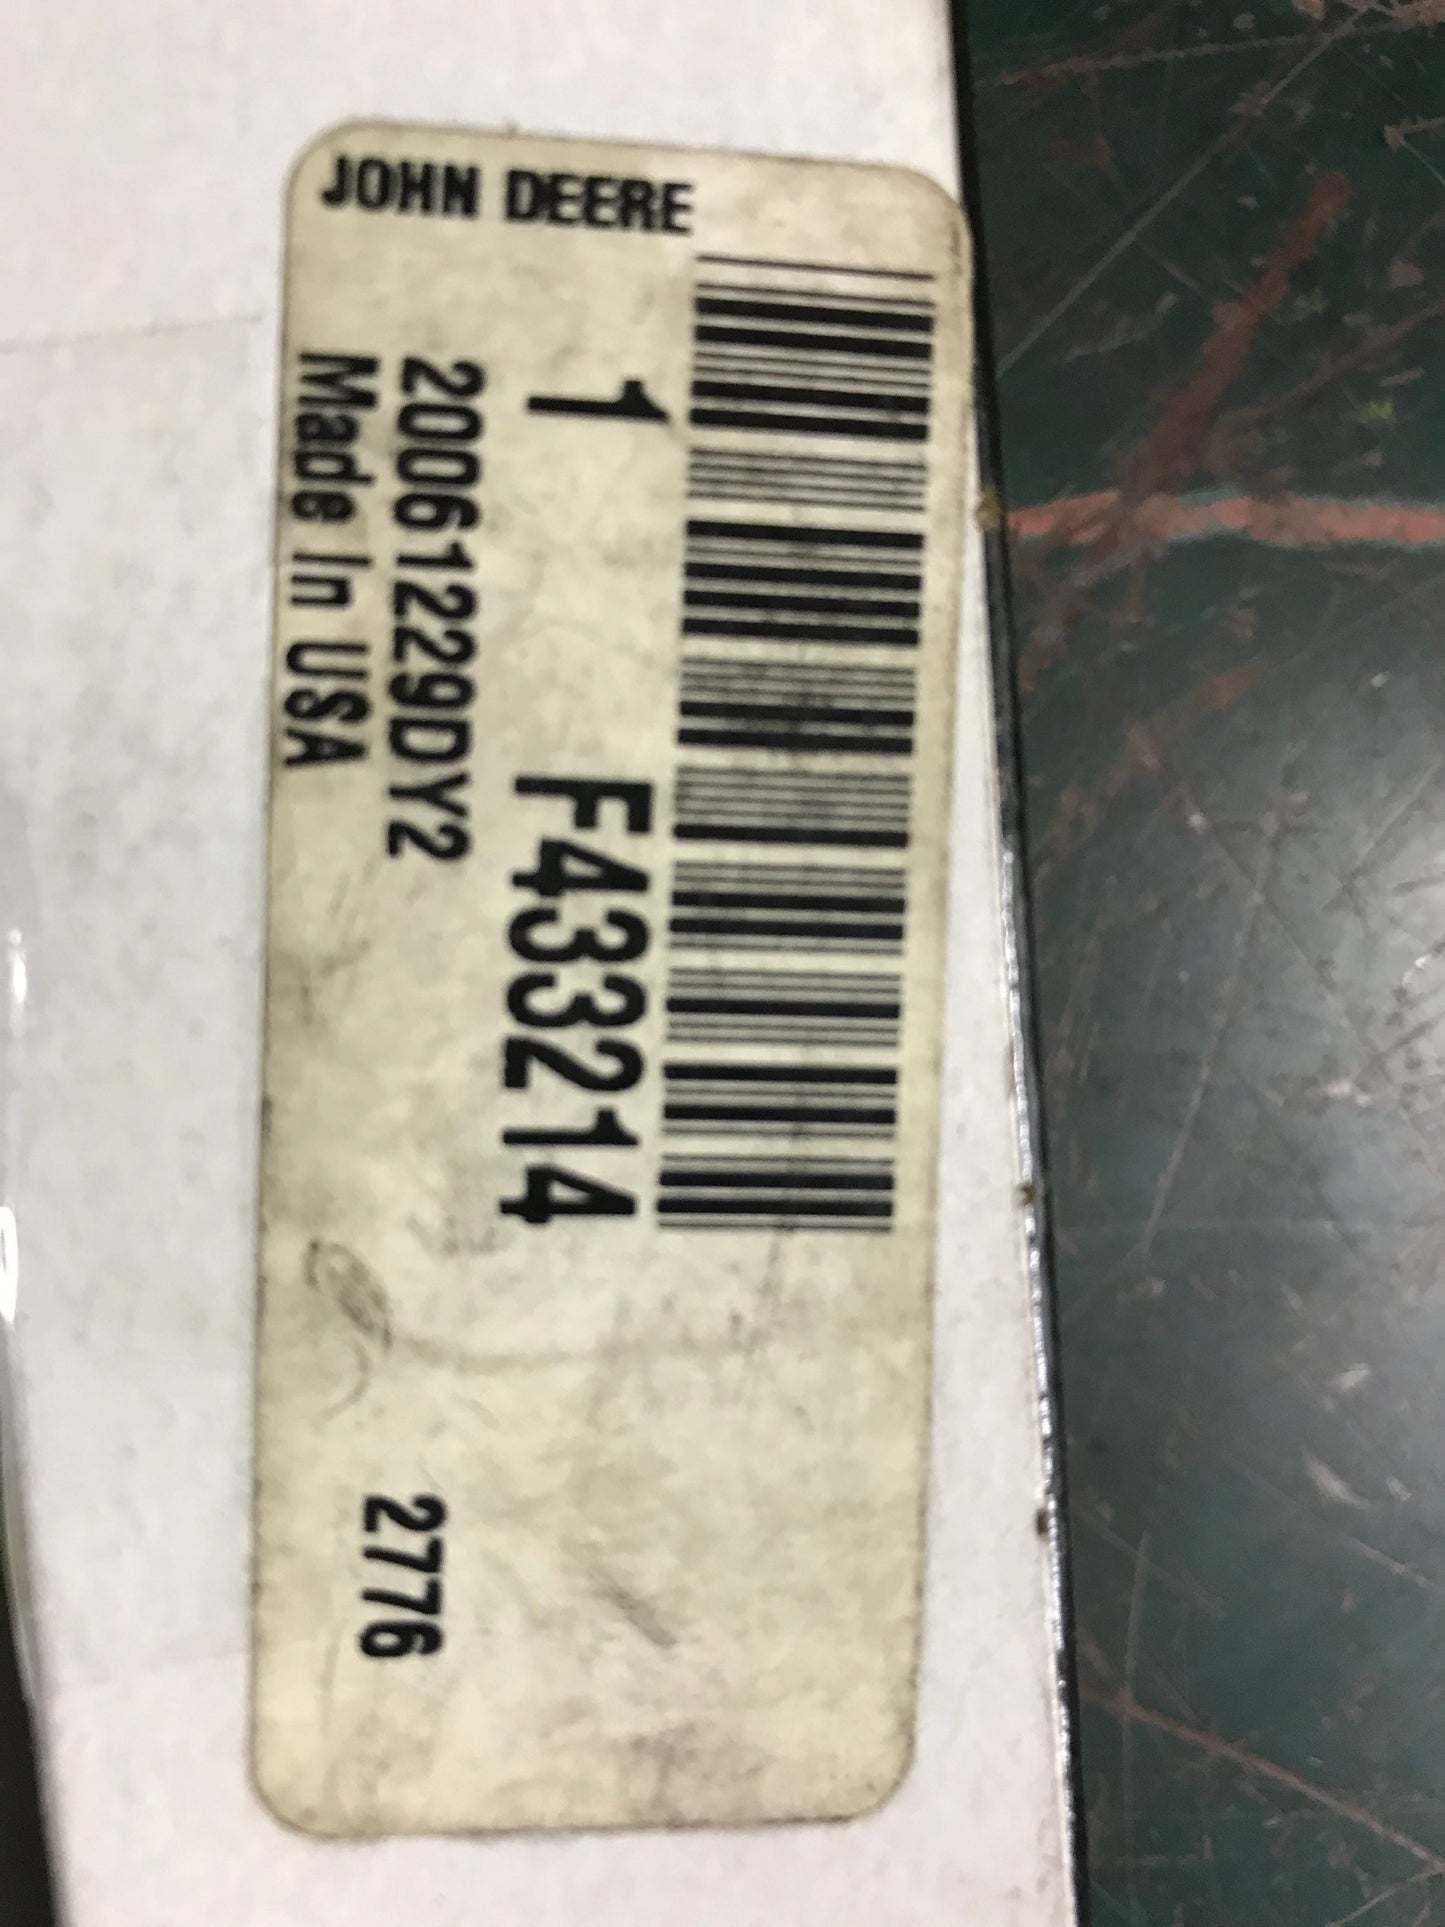 JOHN DEERE
1 F433214
20061229DY2
Made In USA
2776